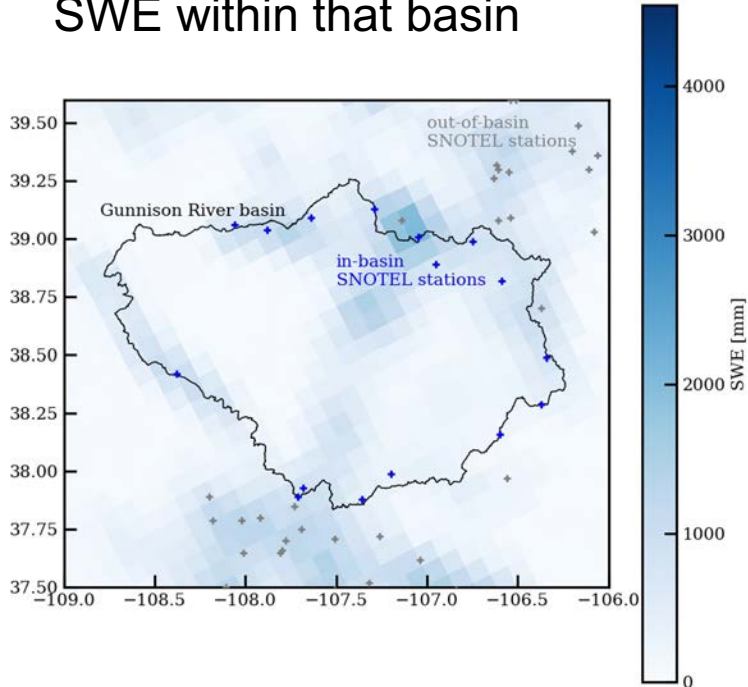 SWE within that basin
39.50
39.25
39.00
38.75
38.50
38.25
38.00
37.75
37.50
−109.0 −108.5 −108.0 −107.5 −107.0 −106.5 −106.0
out-of-basin
SNOTEL stations
Gunnison River basin
in-basin
SNOTEL stations
4000
3000
2000
1000
0
SWE [mm]